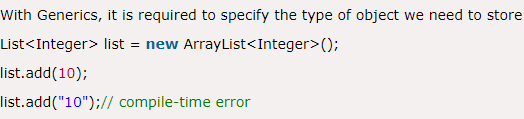 With Generics, it is required to specify the type of object we need to store
List<Integer> list = new ArrayList<Integer>();
list.add(10);
list.add("10");// compile-time error